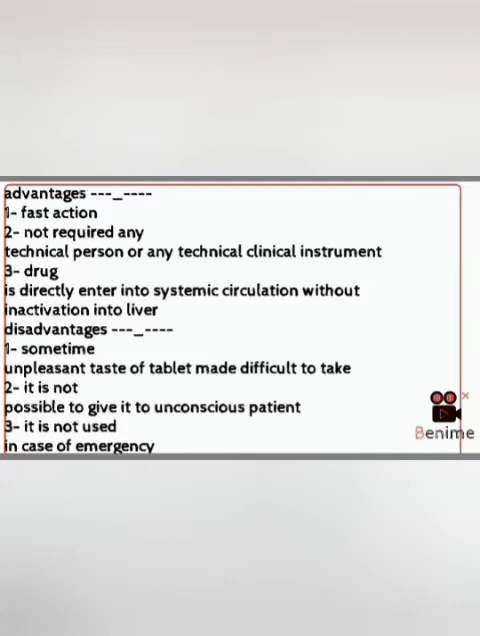 advantages ---_----
1- fast action
2- not required any
technical person or any technical clinical instrument
3- drug
is directly enter into systemic circulation without
inactivation into liver
disadvantages ---_----
1- sometime
unpleasant taste of tablet made difficult to take
2- it is not
possible to give it to unconscious patient
3- it is not used
in case of emergency
Benime